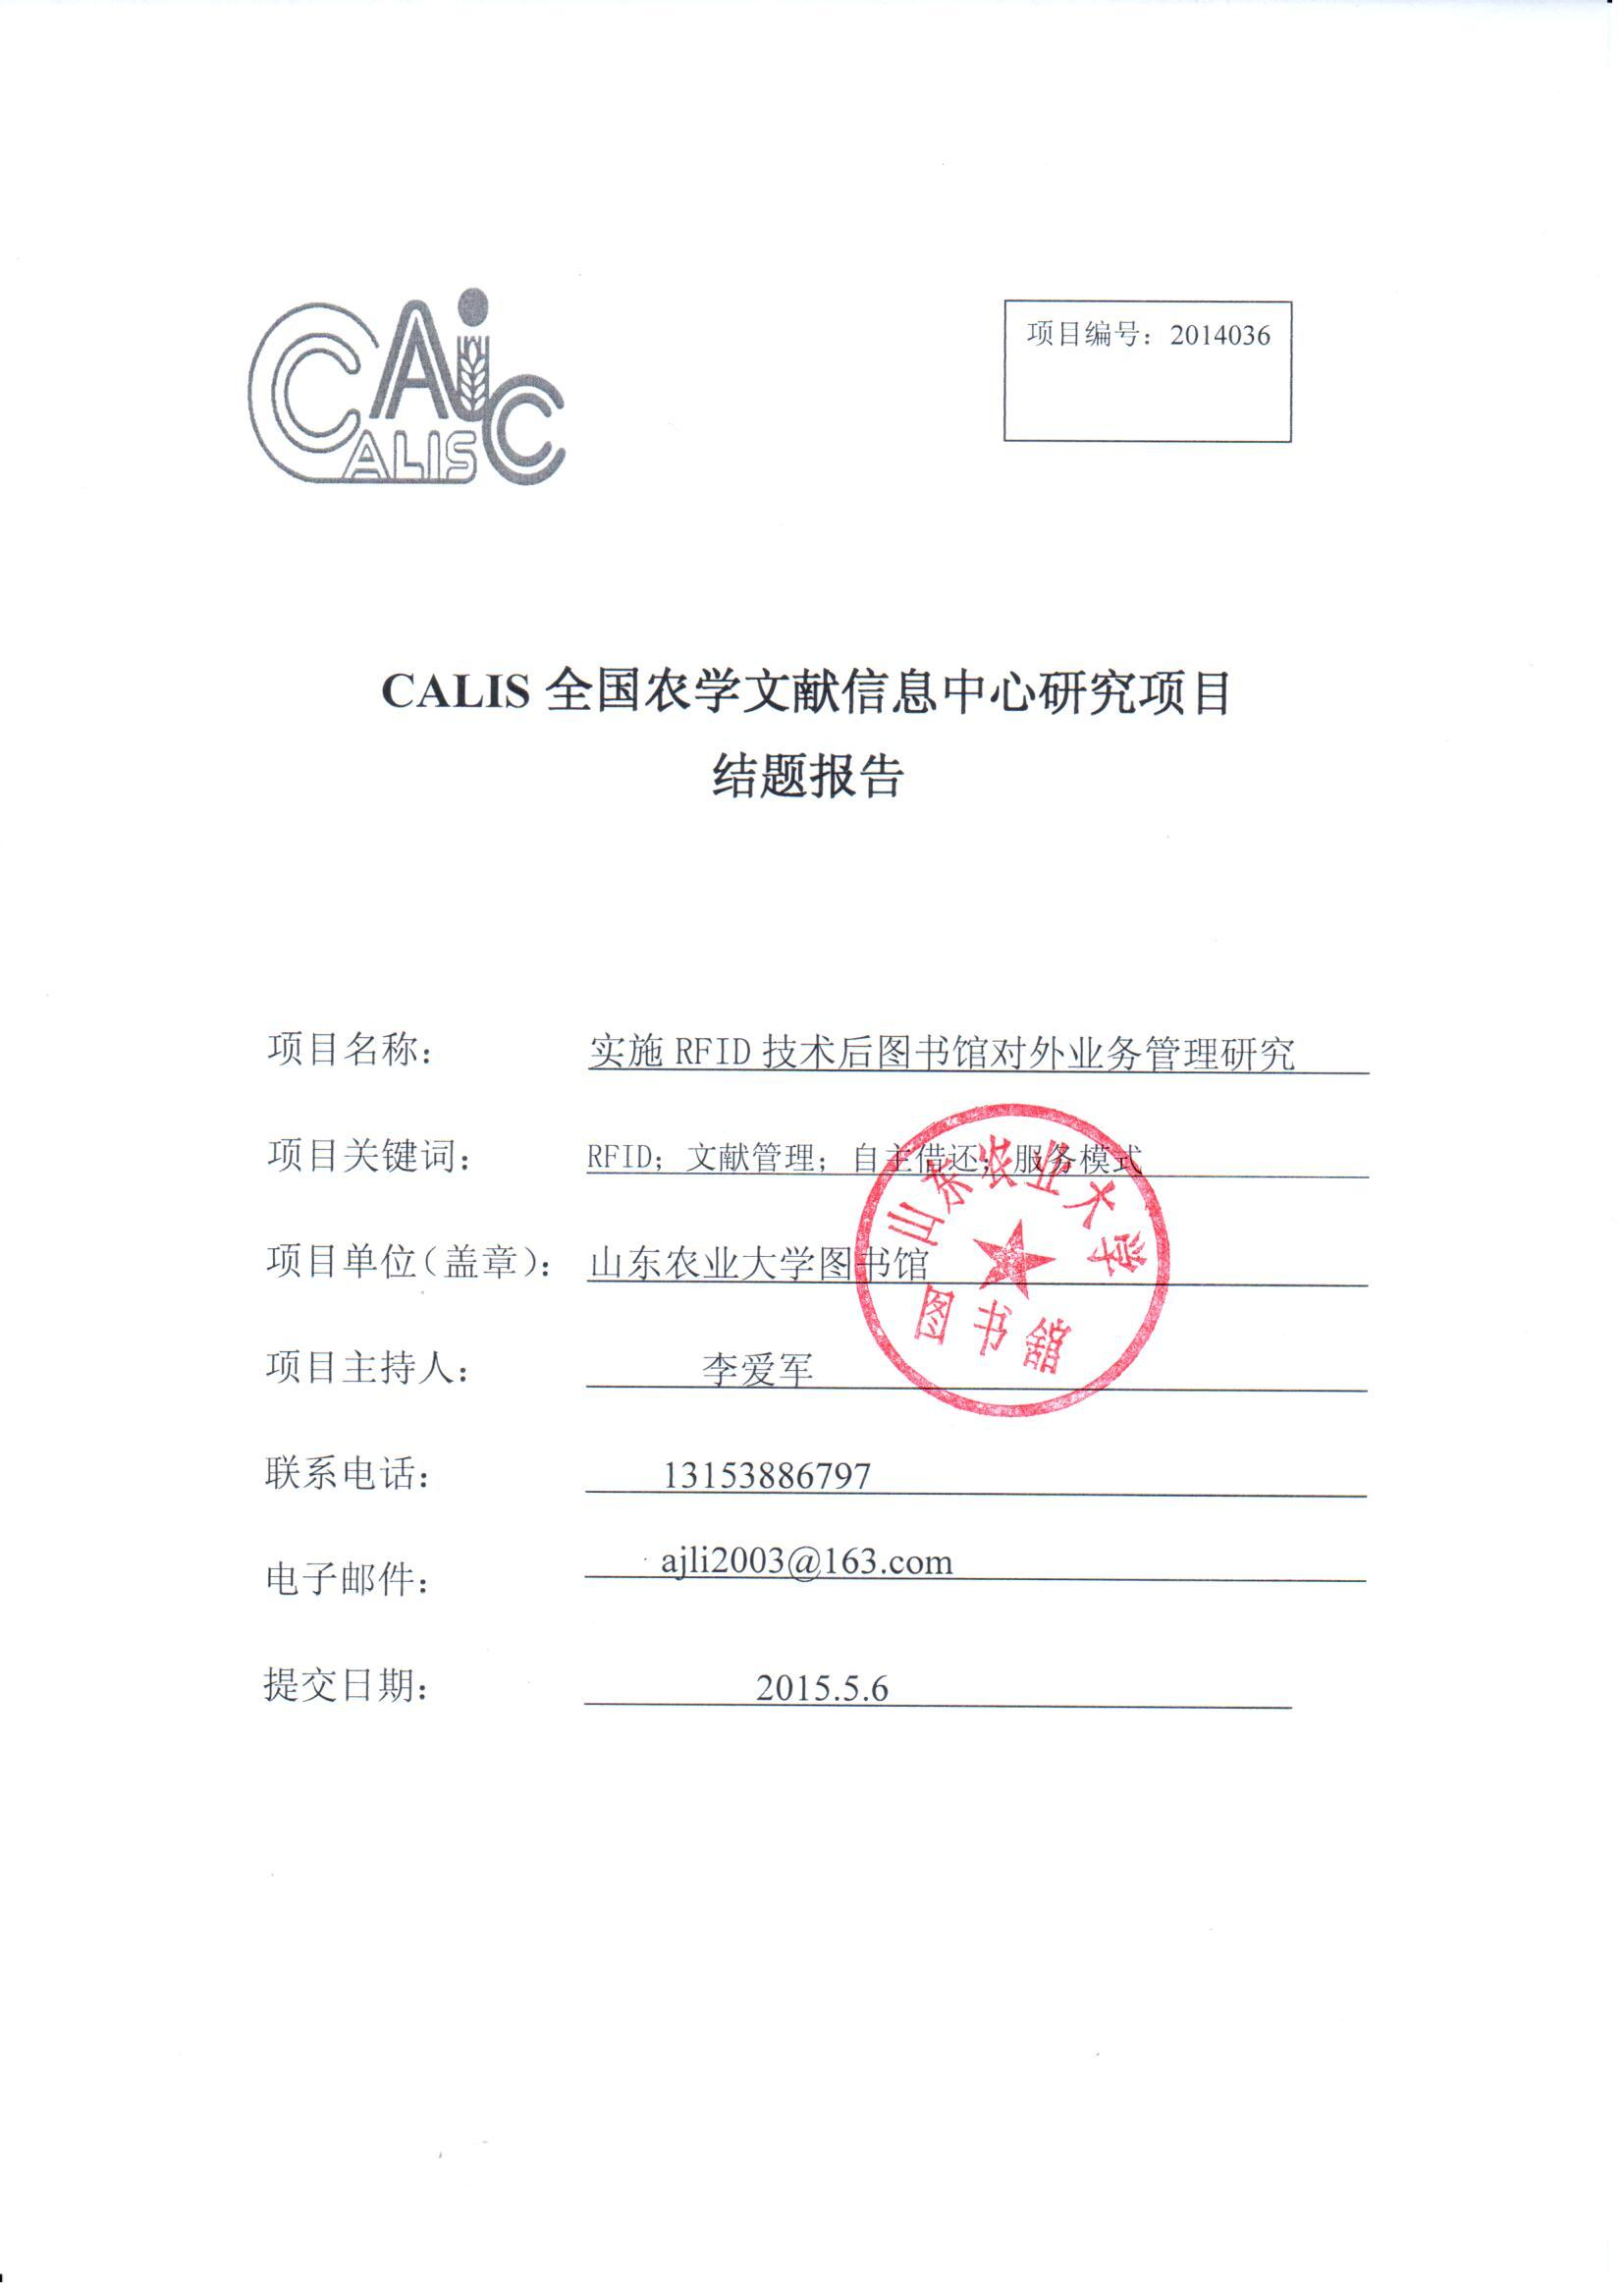 CAiC
CALIS
项目编号：2014036
CALIS 全国农学文献信息中心研究项目
结题报告
项目名称： 实施 RFID 技术后图书馆对外业务管理研究
项目关键词： RFID；文献管理；自主借还；服务模式
项目单位（盖章）： 山东农业大学图书馆
山东农业大学
图书馆
项目主持人： 李爱军
联系电话： 13153886797
电子邮件： ajli2003@163.com
提交日期： 2015.5.6